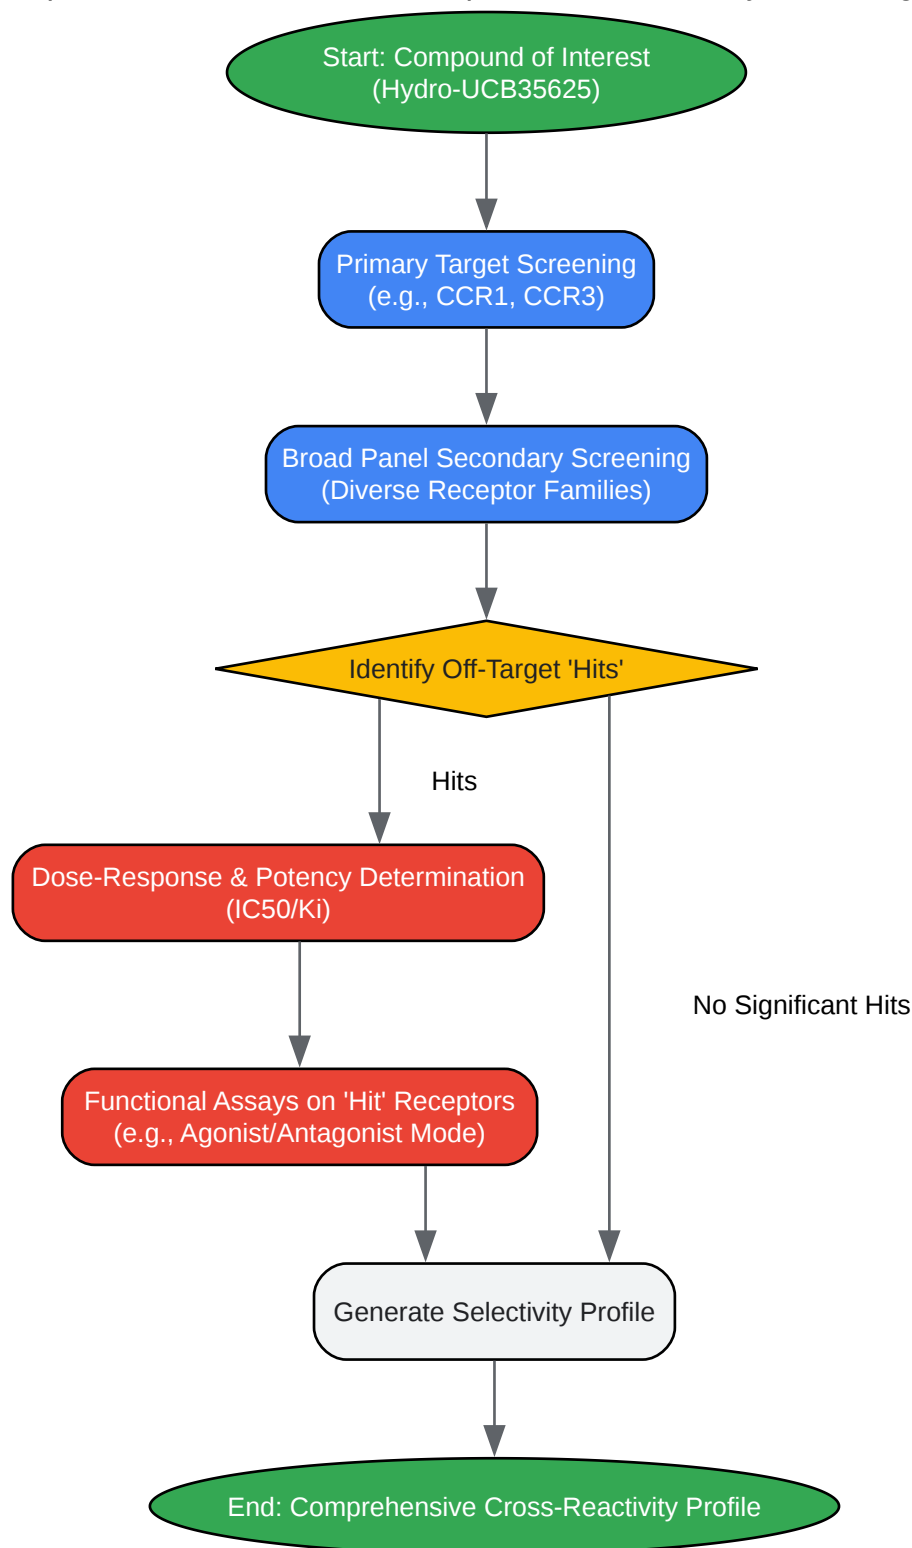 Start: Compound of Interest
(Hydro-UCB35625)
Primary Target Screening
(e.g., CCR1, CCR3)
Broad Panel Secondary Screening
(Diverse Receptor Families)
Identify Off-Target 'Hits'
Hits
Dose-Response & Potency Determination
(IC50/Ki)
No Significant Hits
Functional Assays on 'Hit' Receptors
(e.g., Agonist/Antagonist Mode)
Generate Selectivity Profile
End: Comprehensive Cross-Reactivity Profile